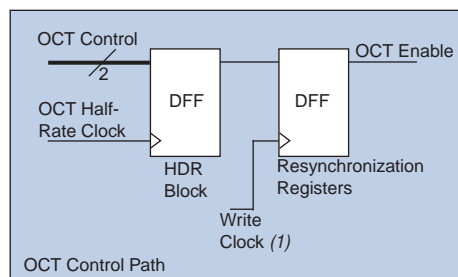 OCT Control
2
OCT Enable
DFF
DFF
OCT Half-
Rate Clock
HDR
Block
Resynchronization
Registers
Write
Clock (1)
OCT Control Path